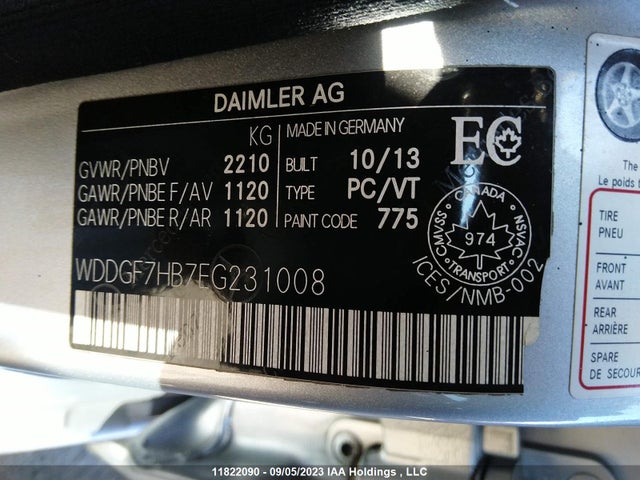 DAIMLER AG
KG
GVWR/PNBV 2210
GAWR/PNBE F/AV 1120
GAWR/PNBE R/AR 1120
MADE IN GERMANY
BUILT 10/13
TYPE PC/VT
PAINT CODE 775
EC
CANADA
CMVSS 974 NSVAC
TRANSPORT
ICES/NMB-002
WDDGF7HB7EG231008
The
Le poids t
TIRE
PNEU
FRONT
AVANT
REAR
ARRIÈRE
SPARE
DE SECOURS
11822090 - 09/05/2023 IAA Holdings , LLC